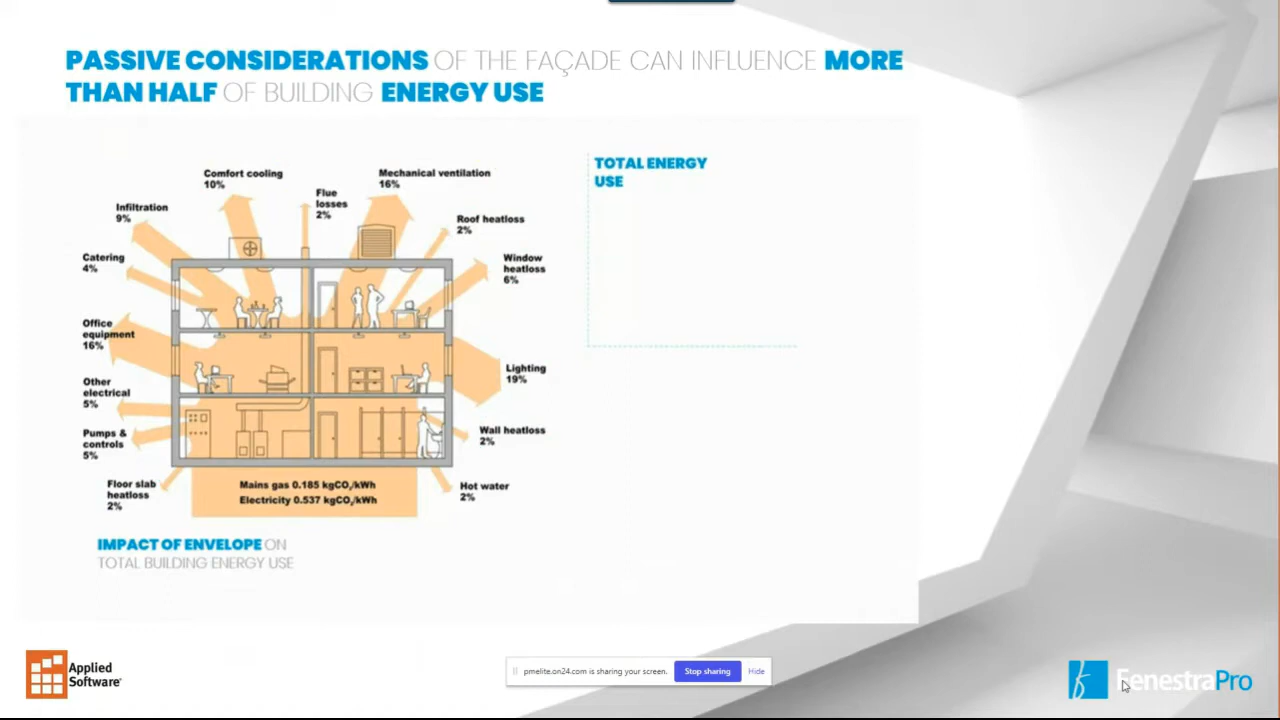 PASSIVE CONSIDERATIONS OF THE FAÇADE CAN INFLUENCE MORE
THAN HALF OF BUILDING ENERGY USE
Comfort cooling
10%
Mechanical ventilation
16%
Flue
losses
2%
Infiltration
9%
Roof heatloss
2%
Catering
4%
Window
heatloss
6%
Office
equipment
16%
Lighting
19%
Other
electrical
5%
Pumps &
controls
5%
Wall heatloss
2%
Floor slab
heatloss
2%
Hot water
2%
Mains gas 0.185 kgCO₂/kWh
Electricity 0.537 kgCO₂/kWh
IMPACT OF ENVELOPE ON
TOTAL BUILDING ENERGY USE
TOTAL ENERGY
USE
Applied
Software
pmelite.on24.com is sharing your screen.
Stop sharing
Hide
FenestraPro